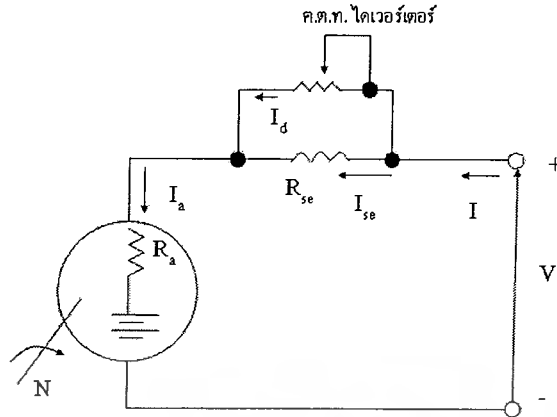 ค.ต.ท. ไดเวอร์เตอร์
I_d
+
R_se
I_se
I
I_a
R_a
V
N
-